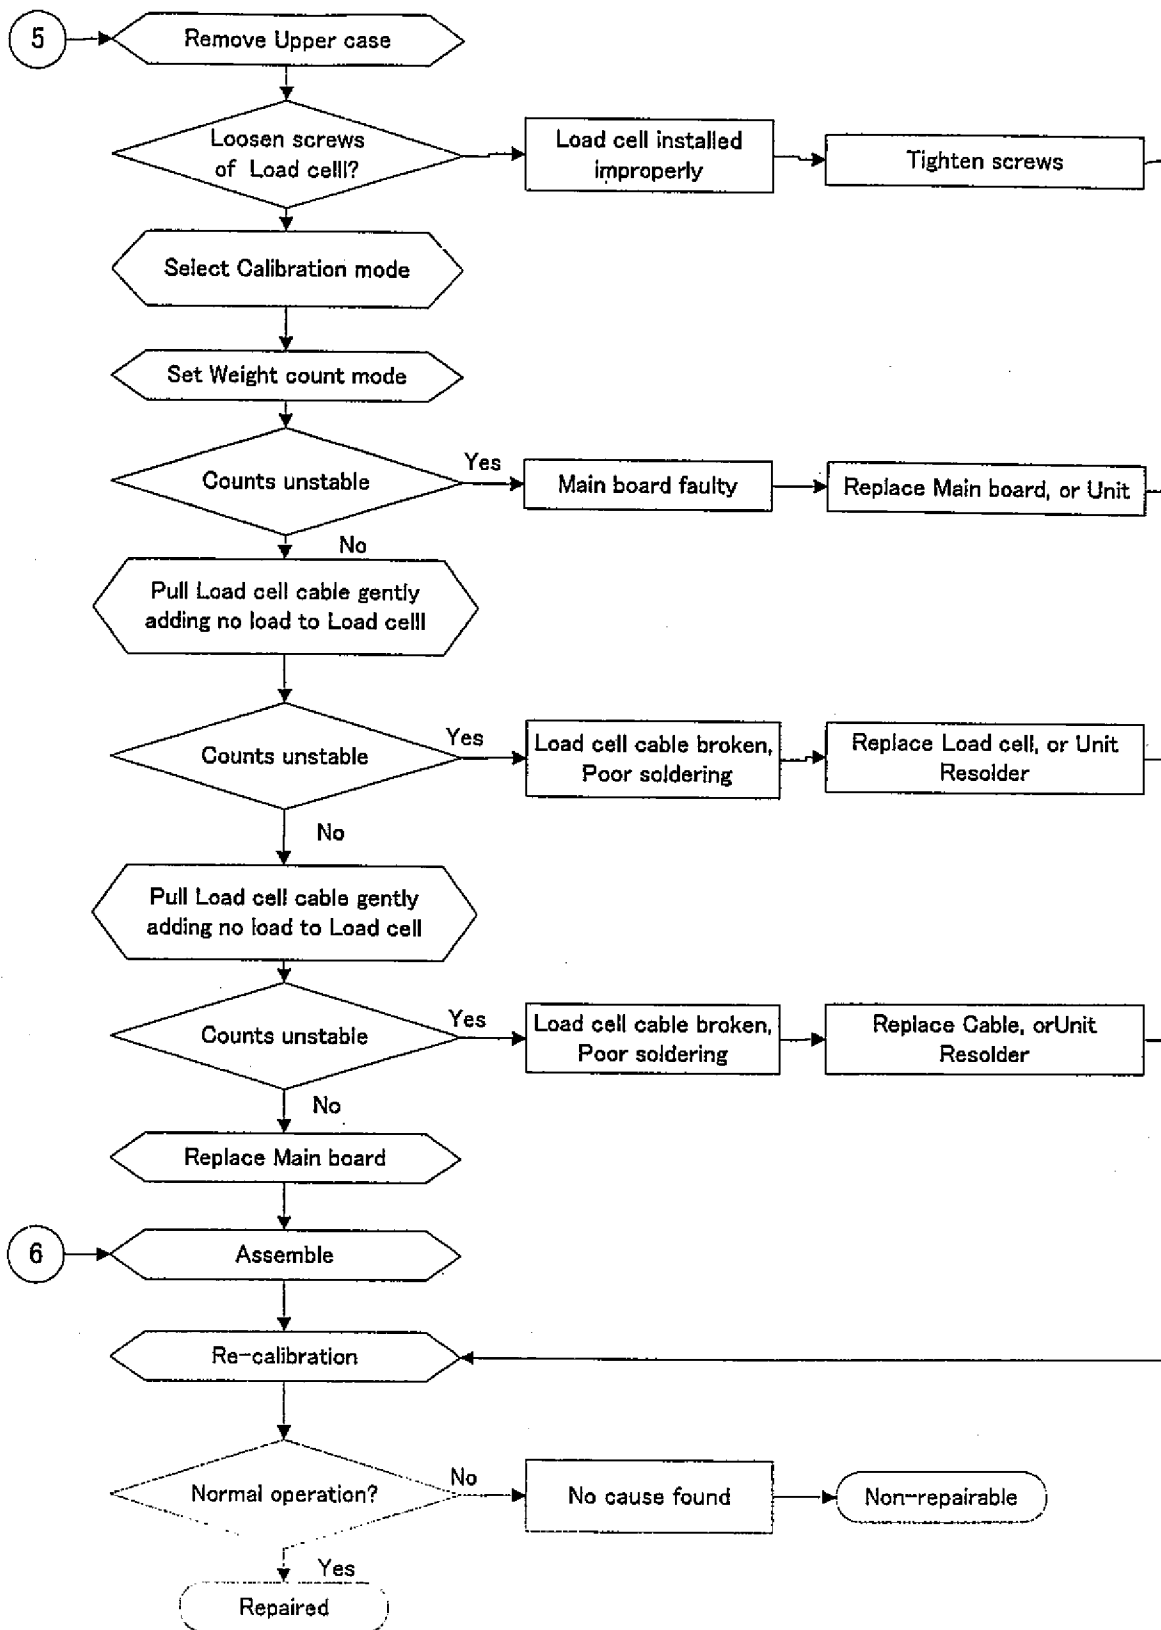 5
Remove Upper case
Loosen screws
of Load celll?
Load cell installed
improperly
Tighten screws
Select Calibration mode
Set Weight count mode
Counts unstable
Yes
Main board faulty
Replace Main board, or Unit
No
Pull Load cell cable gently
adding no load to Load celll
Counts unstable
Yes
Load cell cable broken,
Poor soldering
Replace Load cell, or Unit
Resolder
No
Pull Load cell cable gently
adding no load to Load cell
Counts unstable
Yes
Load cell cable broken,
Poor soldering
Replace Cable, orUnit
Resolder
No
Replace Main board
6
Assemble
Re-calibration
Normal operation?
No
No cause found
Non-repairable
Yes
Repaired